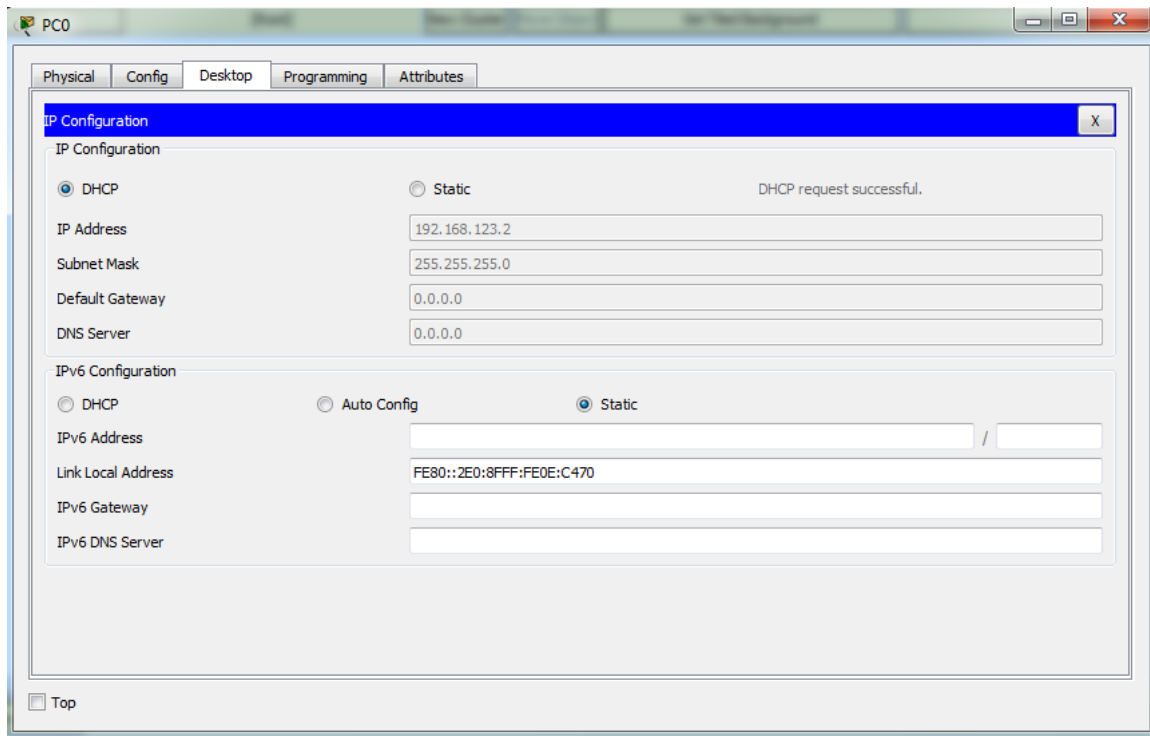 PC0
Physical Config Desktop Programming Attributes
IP Configuration X
IP Configuration
DHCP Static DHCP request successful.
IP Address 192.168.123.2
Subnet Mask 255.255.255.0
Default Gateway 0.0.0.0
DNS Server 0.0.0.0
IPv6 Configuration
DHCP Auto Config Static
IPv6 Address /
Link Local Address FE80::2E0:8FFF:FE0E:C470
IPv6 Gateway
IPv6 DNS Server
Top